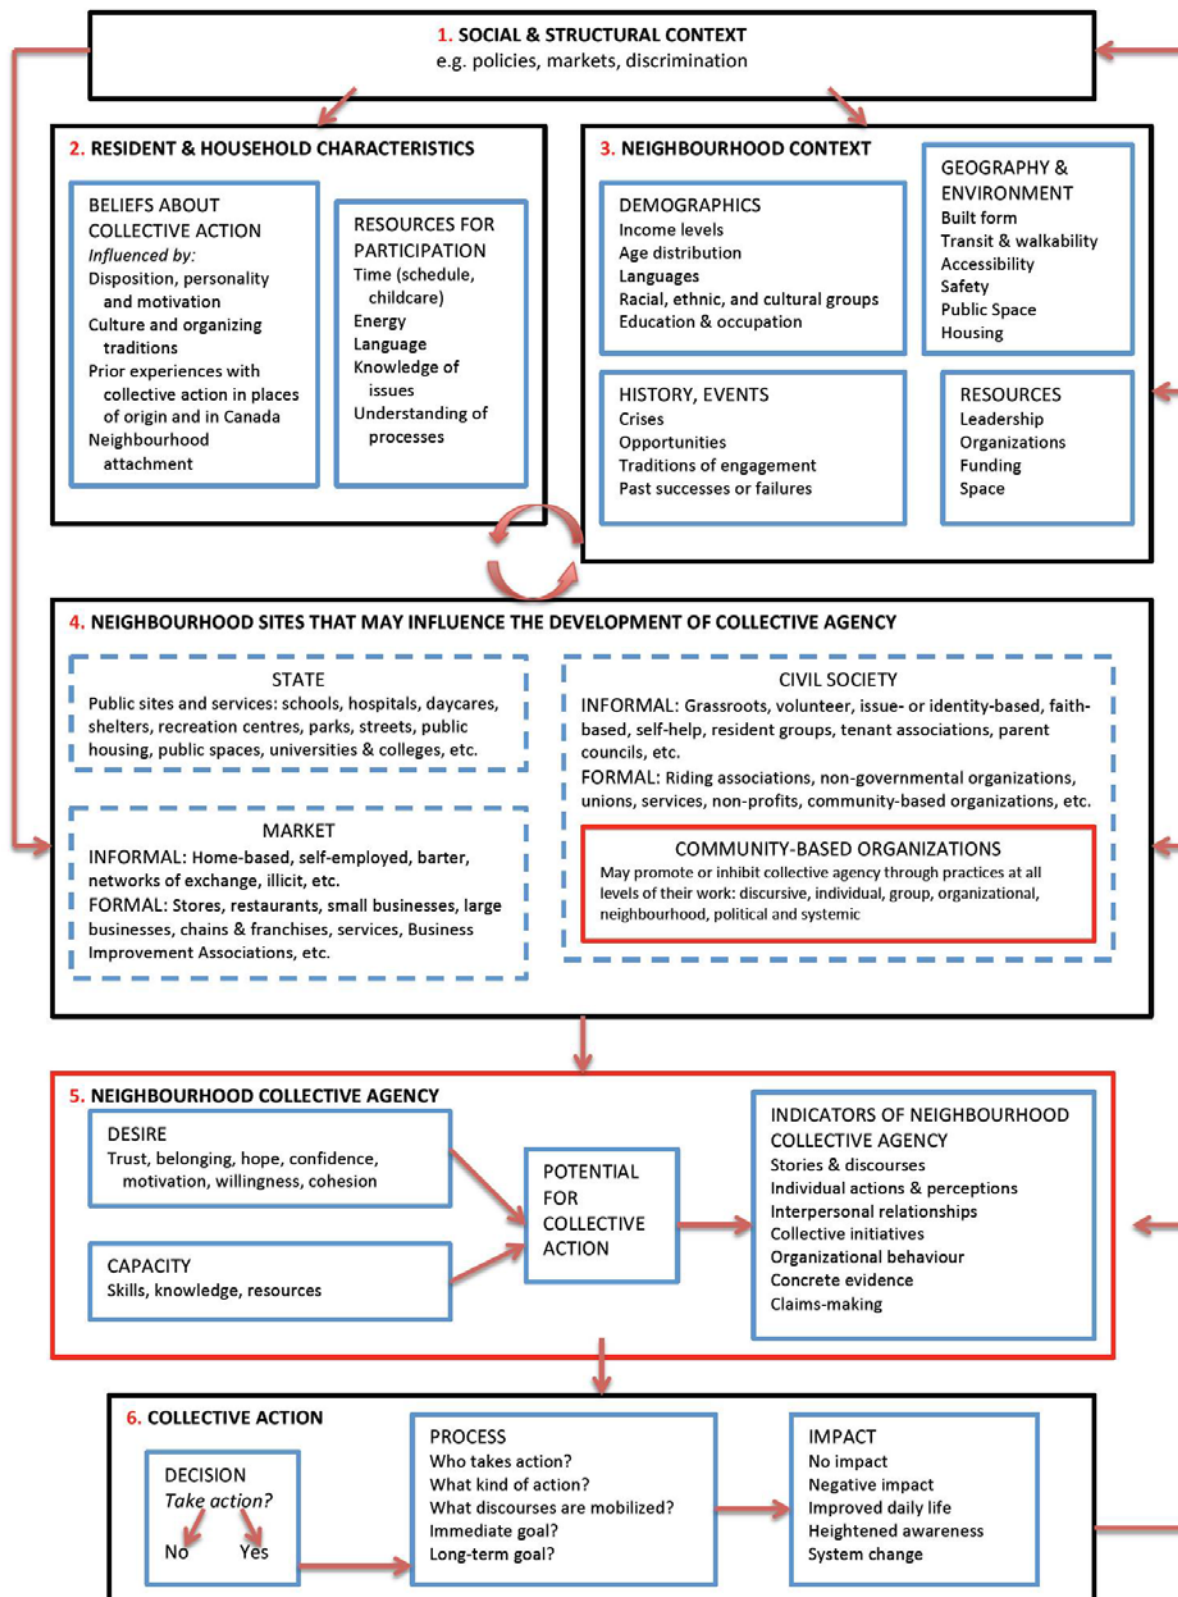 1. SOCIAL & STRUCTURAL CONTEXT
e.g. policies, markets, discrimination
2. RESIDENT & HOUSEHOLD CHARACTERISTICS
BELIEFS ABOUT
COLLECTIVE ACTION
Influenced by:
Disposition, personality
and motivation
Culture and organizing
traditions
Prior experiences with
collective action in places
of origin and in Canada
Neighbourhood
attachment
RESOURCES FOR
PARTICIPATION
Time (schedule,
childcare)
Energy
Language
Knowledge of
issues
Understanding of
processes
3. NEIGHBOURHOOD CONTEXT
DEMOGRAPHICS
Income levels
Age distribution
Languages
Racial, ethnic, and cultural groups
Education & occupation
GEOGRAPHY &
ENVIRONMENT
Built form
Transit & walkability
Accessibility
Safety
Public Space
Housing
HISTORY, EVENTS
Crises
Opportunities
Traditions of engagement
Past successes or failures
RESOURCES
Leadership
Organizations
Funding
Space
4. NEIGHBOURHOOD SITES THAT MAY INFLUENCE THE DEVELOPMENT OF COLLECTIVE AGENCY
STATE
Public sites and services: schools, hospitals, daycares,
shelters, recreation centres, parks, streets, public
housing, public spaces, universities & colleges, etc.
MARKET
INFORMAL: Home-based, self-employed, barter,
networks of exchange, illicit, etc.
FORMAL: Stores, restaurants, small businesses, large
businesses, chains & franchises, services, Business
Improvement Associations, etc.
CIVIL SOCIETY
INFORMAL: Grassroots, volunteer, issue- or identity-based, faith-
based, self-help, resident groups, tenant associations, parent
councils, etc.
FORMAL: Riding associations, non-governmental organizations,
unions, services, non-profits, community-based organizations, etc.
COMMUNITY-BASED ORGANIZATIONS
May promote or inhibit collective agency through practices at all
levels of their work: discursive, individual, group, organizational,
neighbourhood, political and systemic
5. NEIGHBOURHOOD COLLECTIVE AGENCY
DESIRE
Trust, belonging, hope, confidence,
motivation, willingness, cohesion
CAPACITY
Skills, knowledge, resources
POTENTIAL
FOR
COLLECTIVE
ACTION
INDICATORS OF NEIGHBOURHOOD
COLLECTIVE AGENCY
Stories & discourses
Individual actions & perceptions
Interpersonal relationships
Collective initiatives
Organizational behaviour
Concrete evidence
Claims-making
6. COLLECTIVE ACTION
DECISION
Take action?
No Yes
PROCESS
Who takes action?
What kind of action?
What discourses are mobilized?
Immediate goal?
Long-term goal?
IMPACT
No impact
Negative impact
Improved daily life
Heightened awareness
System change